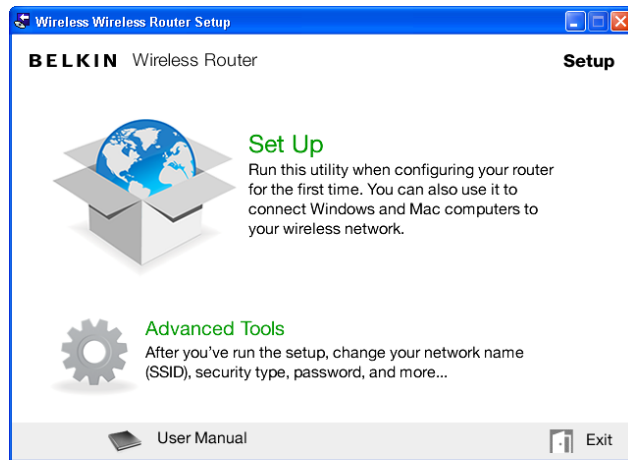 Wireless Wireless Router Setup
BELKIN Wireless Router
Setup
Set Up
Run this utility when configuring your router
for the first time. You can also use it to
connect Windows and Mac computers to
your wireless network.
Advanced Tools
After you've run the setup, change your network name
(SSID), security type, password, and more...
User Manual
Exit